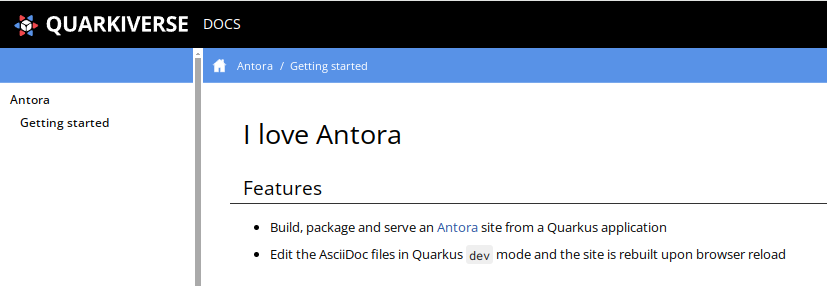 QUARKIVERSE DOCS
Antora / Getting started
Antora
Getting started
I love Antora
Features
Build, package and serve an Antora site from a Quarkus application
Edit the AsciiDoc files in Quarkus dev mode and the site is rebuilt upon browser reload